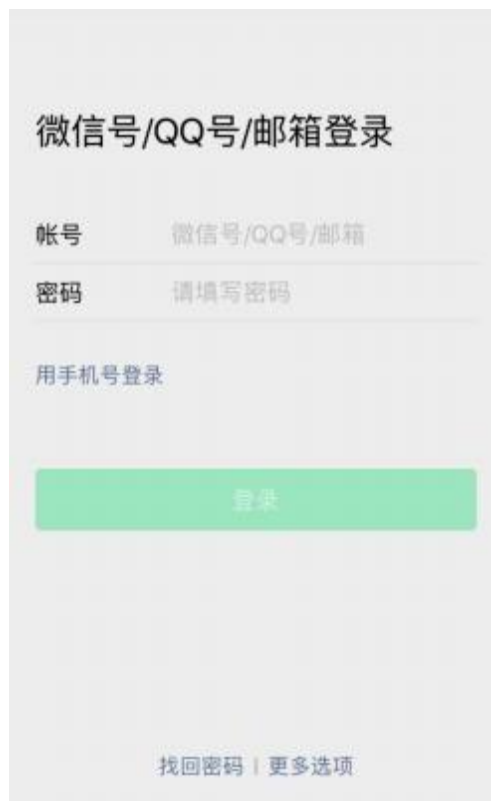 微信号/QQ号/邮箱登录
帐号 微信号/QQ号/邮箱
密码 请填写密码
用手机号登录
登录
找回密码 | 更多选项